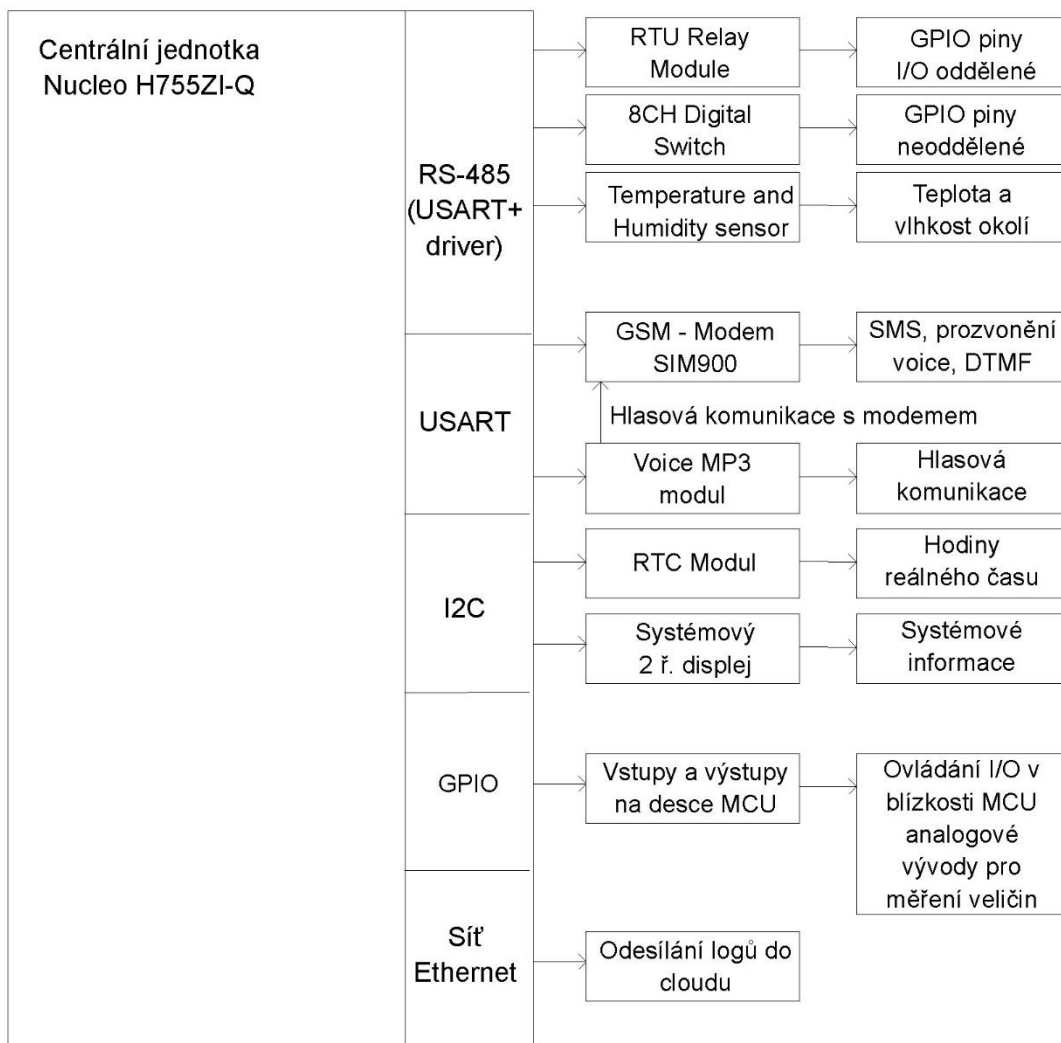 Centrální jednotka
Nucleo H755ZI-Q
RS-485
(USART+
driver)
RTU Relay
Module
GPIO piny
I/O oddělené
8CH Digital
Switch
GPIO piny
neoddělené
Temperature and
Humidity sensor
Teplota a
vlhkost okolí
USART
GSM - Modem
SIM900
SMS, prozvonění
voice, DTMF
Hlasová komunikace s modemem
Voice MP3
modul
Hlasová
komunikace
I2C
RTC Modul
Hodiny
reálného času
Systémový
2 ř. displej
Systémové
informace
GPIO
Vstupy a výstupy
na desce MCU
Ovládání I/O v
blízkosti MCU
analogové
vývody pro
měření veličin
Síť
Ethernet
Odesílání logů do
cloudu